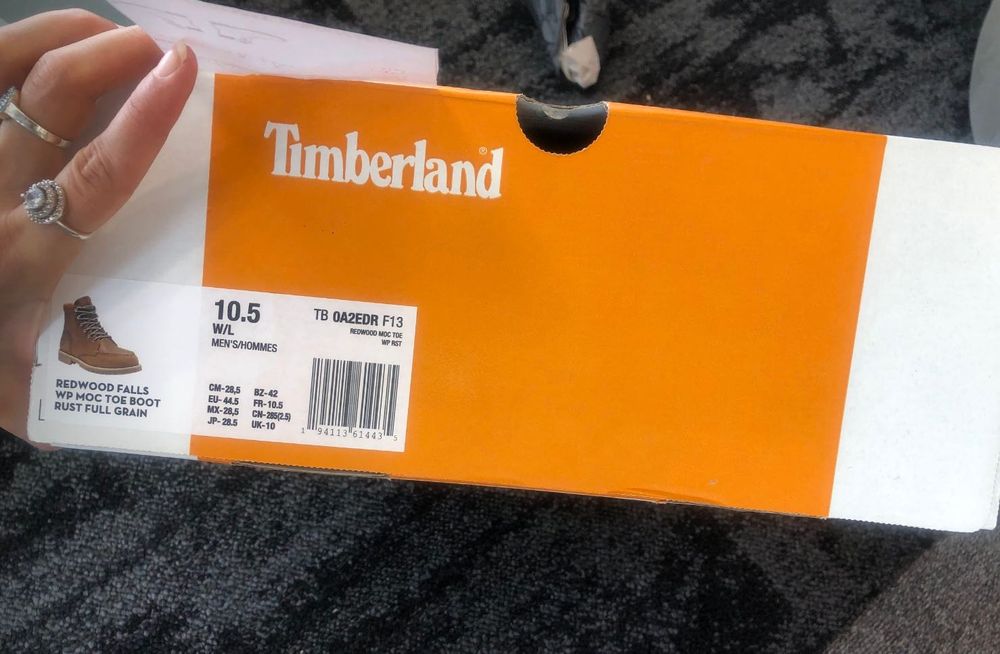 Timberland®
10.5
W/L
MEN'S/HOMMES
TB 0A2EDR F13
REDWOOD MOC TOE
WP RST
CM-28,5 BZ-42
EU-44.5 FR-10.5
MX-28,5 CN-285(2.5)
JP-28.5 UK-10
1 94113 61443 5
REDWOOD FALLS
WP MOC TOE BOOT
RUST FULL GRAIN